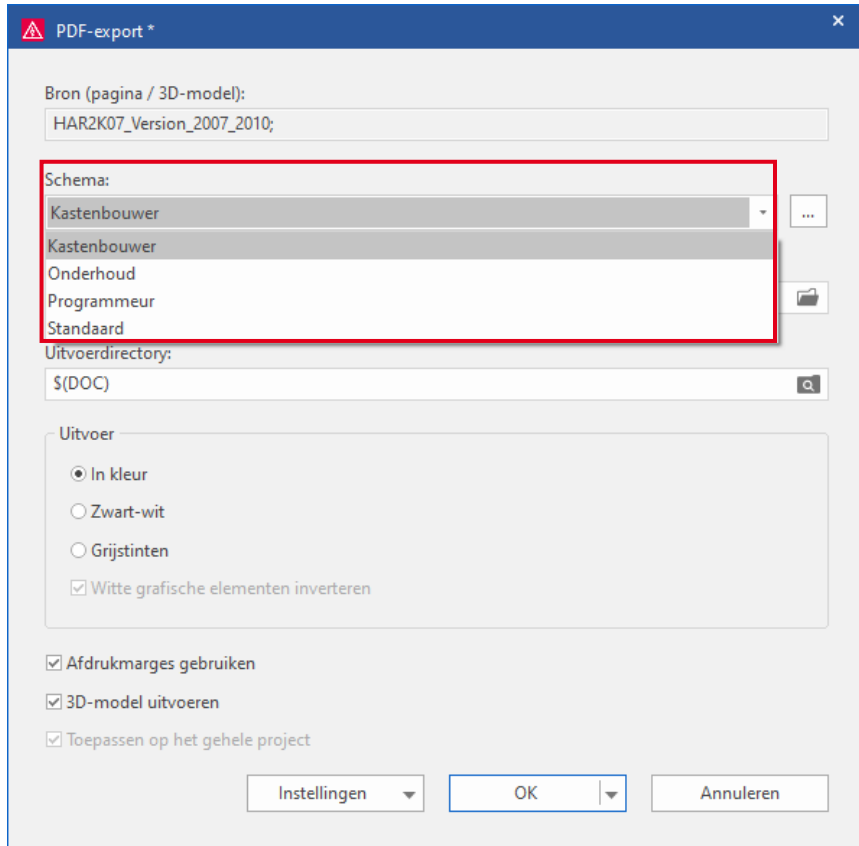 PDF-export *
Bron (pagina / 3D-model):
HAR2K07_Version_2007_2010;
Schema:
Kastenbouwer
...
Kastenbouwer
Onderhoud
Programmeur
Standaard
Uitvoerdirectory:
$(DOC)
Uitvoer
In kleur
Zwart-wit
Grijstinten
Witte grafische elementen inverteren
Afdrukmarges gebruiken
3D-model uitvoeren
Toepassen op het gehele project
Instellingen OK Annuleren